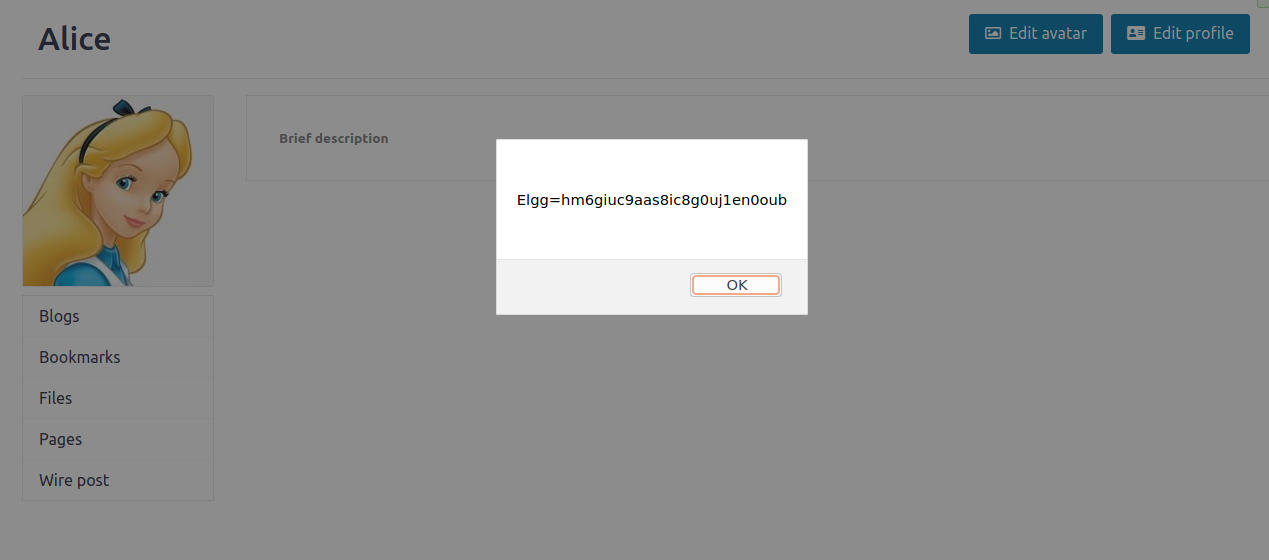 Alice
Edit avatar
Edit profile
Brief description
Elgg=hm6giuc9aas8ic8g0uj1en0oub
OK
Blogs
Bookmarks
Files
Pages
Wire post